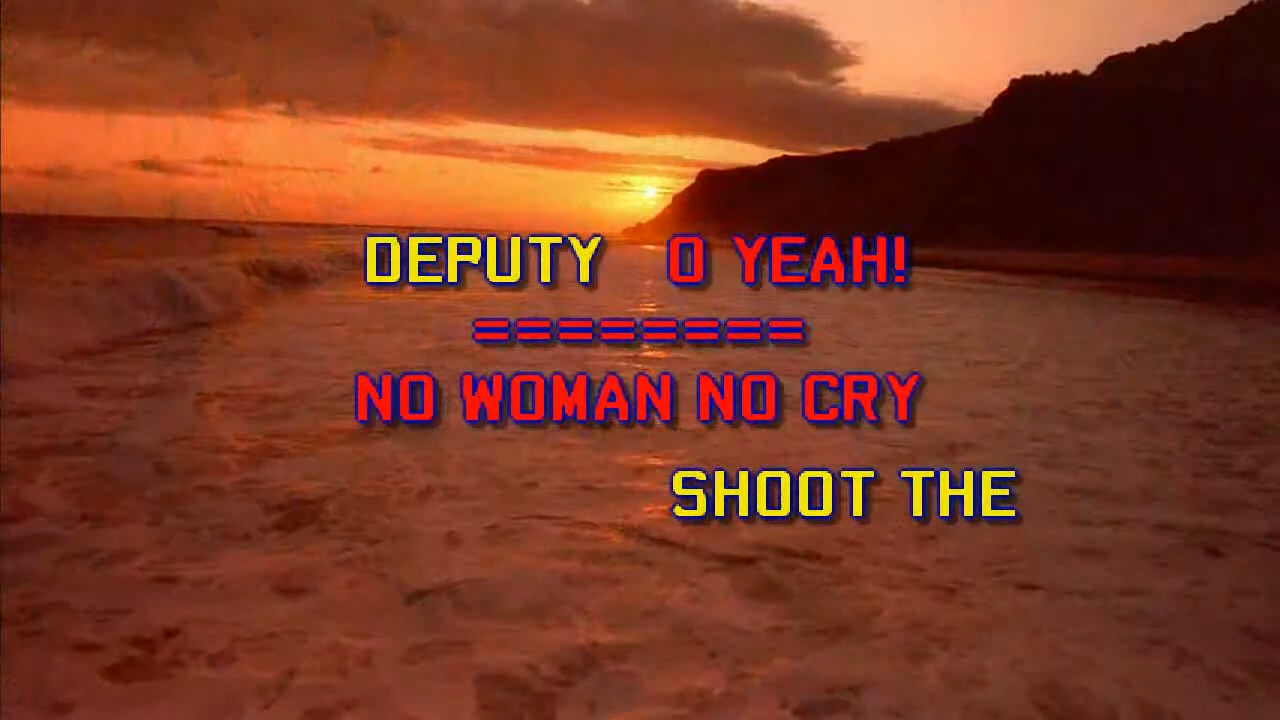 DEPUTY O YEAH!
========
NO WOMAN NO CRY
SHOOT THE